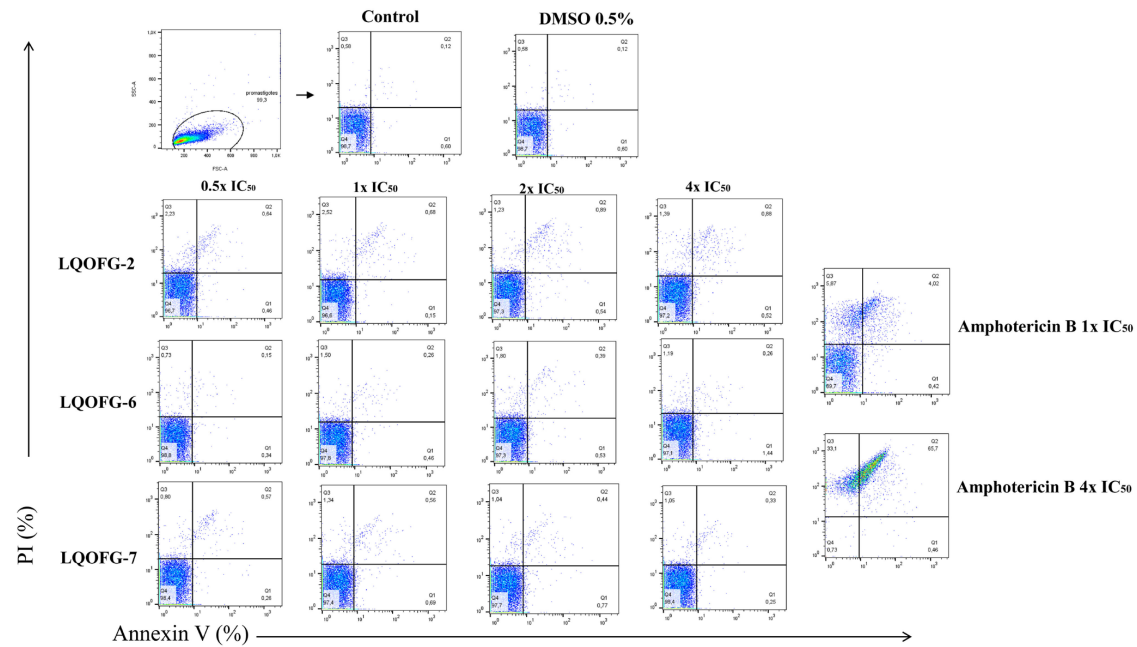 Control
DMSO 0.5%
promastigotes
99,3
SSC-A
FSC-A
Q3
0,58
Q2
0,12
Q4
98,7
Q1
0,60
Q3
0,58
Q2
0,12
Q4
98,7
Q1
0,60
0.5x IC50
1x IC50
2x IC50
4x IC50
LQOFG-2
Q3
2,23
Q2
0,64
Q4
96,7
Q1
0,46
Q3
2,52
Q2
0,68
Q4
96,6
Q1
0,15
Q3
1,23
Q2
0,89
Q4
97,3
Q1
0,54
Q3
1,39
Q2
0,88
Q4
97,2
Q1
0,52
Q3
5,87
Q2
4,02
Q4
89,7
Q1
0,42
Amphotericin B 1x IC50
LQOFG-6
Q3
0,73
Q2
0,15
Q4
98,8
Q1
0,34
Q3
1,50
Q2
0,26
Q4
97,8
Q1
0,40
Q3
1,80
Q2
0,39
Q4
97,3
Q1
0,53
Q3
1,19
Q2
0,26
Q4
97,1
Q1
1,44
Q3
33,1
Q2
65,7
Q4
0,73
Q1
0,46
Amphotericin B 4x IC50
LQOFG-7
Q3
0,80
Q2
0,57
Q4
98,4
Q1
0,26
Q3
1,34
Q2
0,56
Q4
97,4
Q1
0,69
Q3
1,04
Q2
0,44
Q4
97,7
Q1
0,77
Q3
1,05
Q2
0,33
Q4
Q1
0,25
PI (%)
Annexin V (%)